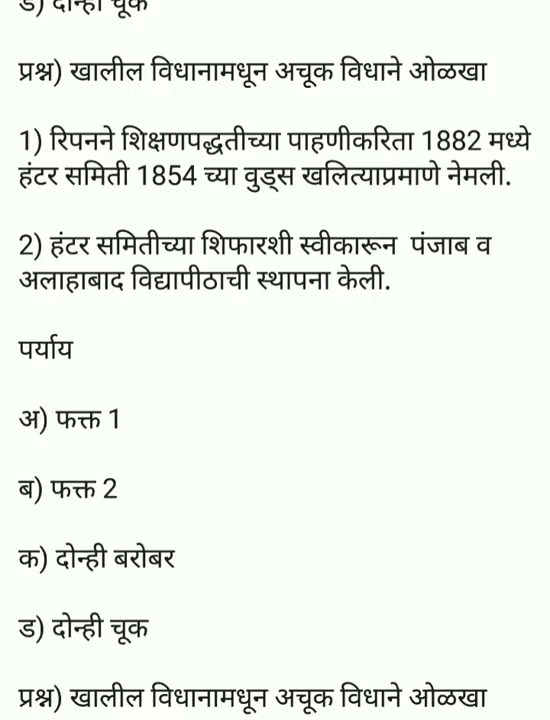 ड) दोन्ही चूक
प्रश्न) खालील विधानामधून अचूक विधाने ओळखा
1) रिपनने शिक्षणपद्धतीच्या पाहणीकरिता 1882 मध्ये
हंटर समिती 1854 च्या वुड्स खलित्याप्रमाणे नेमली.
2) हंटर समितीच्या शिफारशी स्वीकारून पंजाब व
अलाहाबाद विद्यापीठाची स्थापना केली.
पर्याय
अ) फक्त 1
ब) फक्त 2
क) दोन्ही बरोबर
ड) दोन्ही चूक
प्रश्न) खालील विधानामधून अचूक विधाने ओळखा